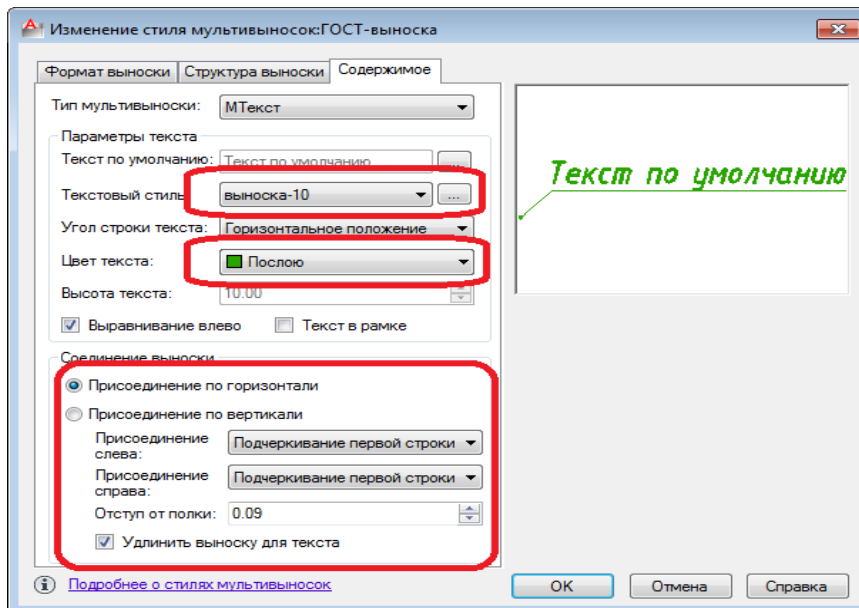 Изменение стиля мультивыносок:ГОСТ-выноска
Формат выноски Структура выноски Содержимое
Тип мультивыноски: МТекст
Параметры текста
Текст по умолчанию: Текст по умолчанию ...
Текстовый стиль выноска-10 ...
Угол строки текста: Горизонтальное положение
Цвет текста: Послою
Высота текста: 10.00
Выравнивание влево Текст в рамке
Соединение выноски
Присоединение по горизонтали
Присоединение по вертикали
Присоединение слева: Подчеркивание первой строки
Присоединение справа: Подчеркивание первой строки
Отступ от полки: 0.09
Удлинить выноску для текста
Текст по умолчанию
Подробнее о стилях мультивыносок
OK Отмена Справка